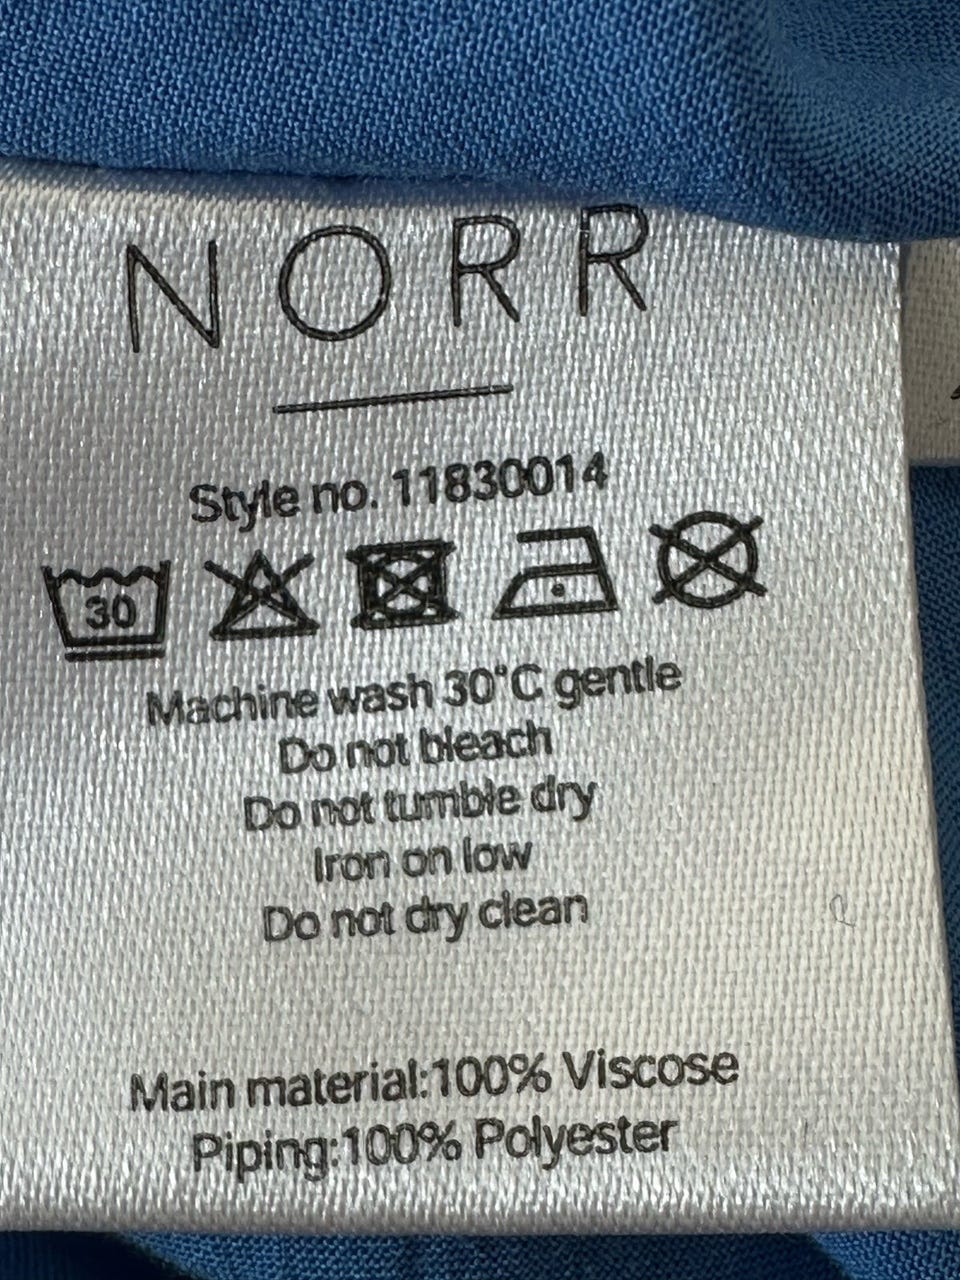 NORR
Style no. 11830014
30
Machine wash 30°C gentle
Do not bleach
Do not tumble dry
Iron on low
Do not dry clean
Main material:100% Viscose
Piping:100% Polyester